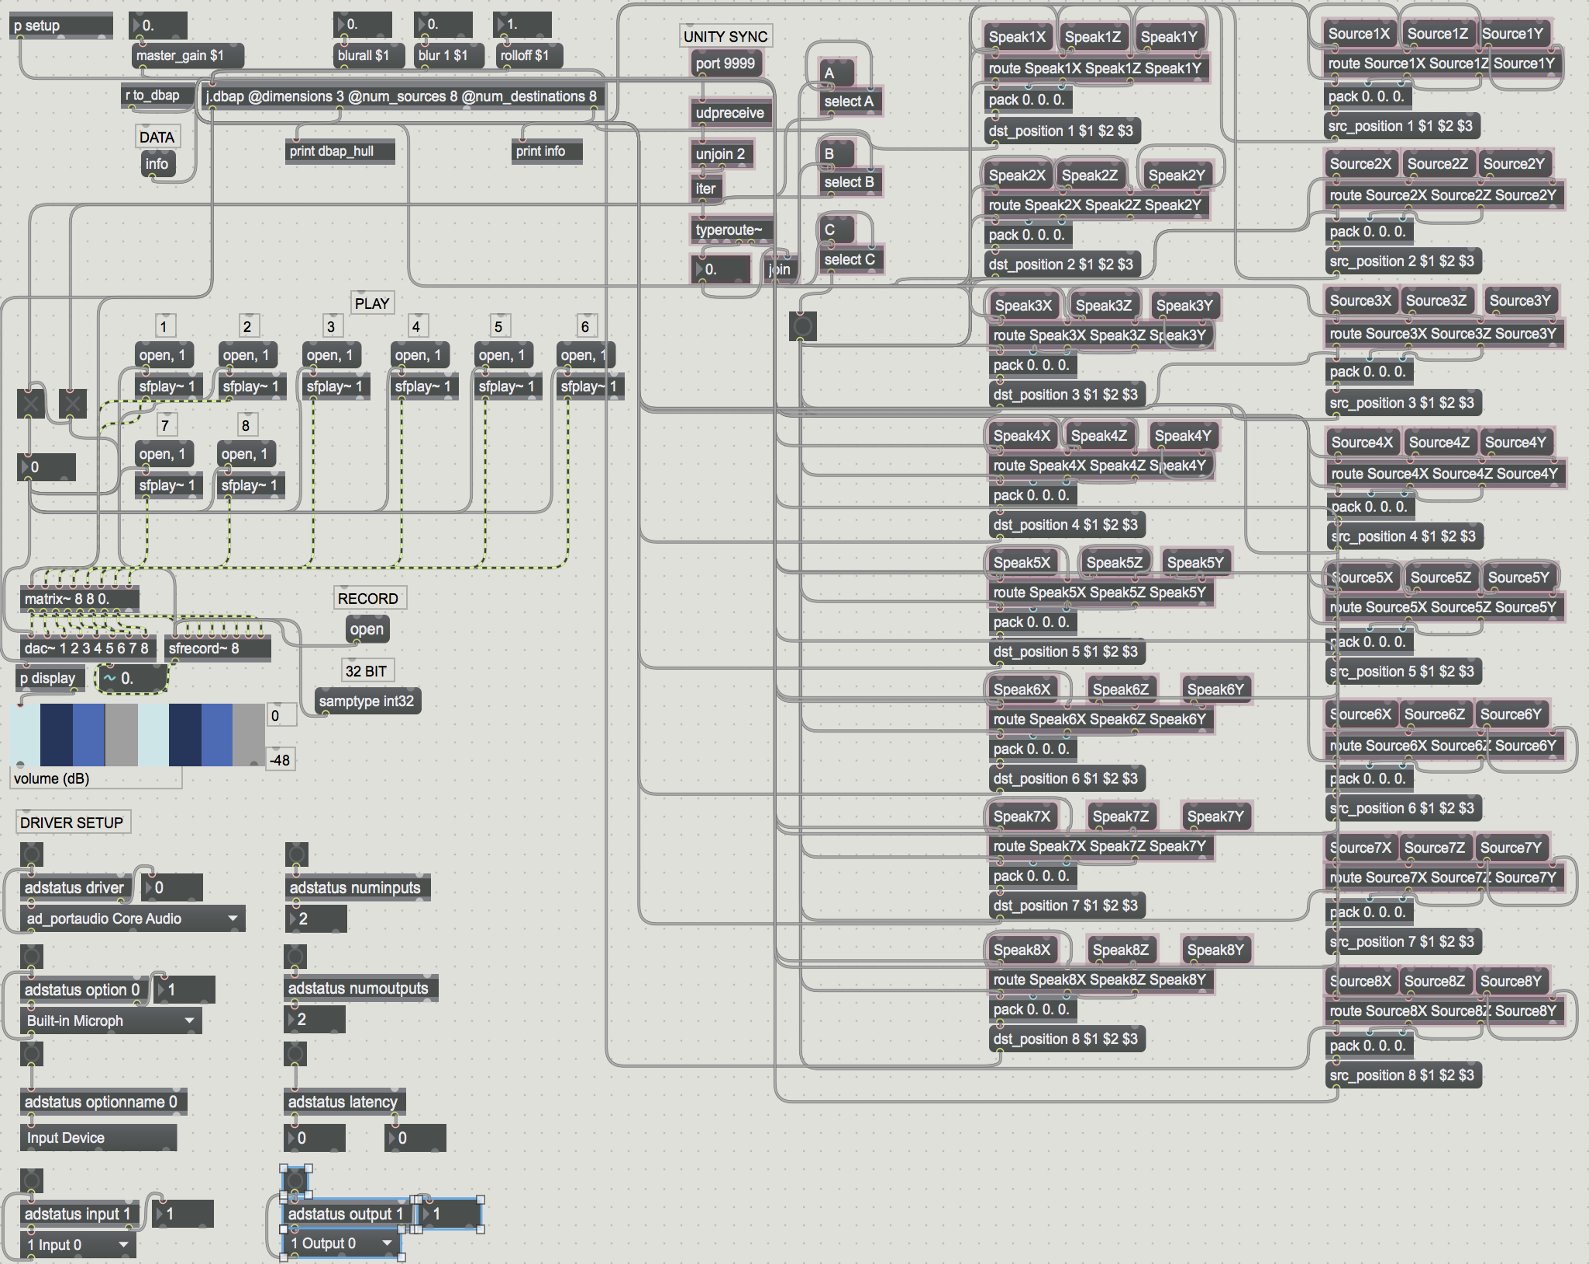 p setup
0.
master_gain $1
0.
blurall $1
0.
blur 1 $1
1.
rolloff $1
r to_dbap
j.dbap @dimensions 3 @num_sources 8 @num_destinations 8
DATA
info
print dbap_hull
print info
UNITY SYNC
port 9999
udpreceive
unjoin 2
iter
typeroute~
0.
join
A
select A
B
select B
C
select C
PLAY
1
2
3
4
5
6
open, 1
open, 1
open, 1
open, 1
open, 1
open, 1
sfplay~ 1
sfplay~ 1
sfplay~ 1
sfplay~ 1
sfplay~ 1
sfplay~ 1
7
8
open, 1
open, 1
sfplay~ 1
sfplay~ 1
0
matrix~ 8 8 0.
dac~ 1 2 3 4 5 6 7 8
sfrecord~ 8
p display
~ 0.
RECORD
open
32 BIT
samptype int32
0
-48
volume (dB)
DRIVER SETUP
adstatus driver
0
ad_portaudio Core Audio
adstatus numinputs
2
adstatus option 0
1
Built-in Microph
adstatus numoutputs
2
adstatus optionname 0
Input Device
adstatus latency
0
0
adstatus input 1
1
1 Input 0
adstatus output 1
1
1 Output 0
Speak1X Speak1Z Speak1Y
route Speak1X Speak1Z Speak1Y
pack 0. 0. 0.
dst_position 1 $1 $2 $3
Speak2X Speak2Z Speak2Y
route Speak2X Speak2Z Speak2Y
pack 0. 0. 0.
dst_position 2 $1 $2 $3
Speak3X Speak3Z Speak3Y
route Speak3X Speak3Z Speak3Y
pack 0. 0. 0.
dst_position 3 $1 $2 $3
Speak4X Speak4Z Speak4Y
route Speak4X Speak4Z Speak4Y
pack 0. 0. 0.
dst_position 4 $1 $2 $3
Speak5X Speak5Z Speak5Y
route Speak5X Speak5Z Speak5Y
pack 0. 0. 0.
dst_position 5 $1 $2 $3
Speak6X Speak6Z Speak6Y
route Speak6X Speak6Z Speak6Y
pack 0. 0. 0.
dst_position 6 $1 $2 $3
Speak7X Speak7Z Speak7Y
route Speak7X Speak7Z Speak7Y
pack 0. 0. 0.
dst_position 7 $1 $2 $3
Speak8X Speak8Z Speak8Y
route Speak8X Speak8Z Speak8Y
pack 0. 0. 0.
dst_position 8 $1 $2 $3
Source1X Source1Z Source1Y
route Source1X Source1Z Source1Y
pack 0. 0. 0.
src_position 1 $1 $2 $3
Source2X Source2Z Source2Y
route Source2X Source2Z Source2Y
pack 0. 0. 0.
src_position 2 $1 $2 $3
Source3X Source3Z Source3Y
route Source3X Source3Z Source3Y
pack 0. 0. 0.
src_position 3 $1 $2 $3
Source4X Source4Z Source4Y
route Source4X Source4Z Source4Y
pack 0. 0. 0.
src_position 4 $1 $2 $3
Source5X Source5Z Source5Y
route Source5X Source5Z Source5Y
pack 0. 0. 0.
src_position 5 $1 $2 $3
Source6X Source6Z Source6Y
route Source6X Source6Z Source6Y
pack 0. 0. 0.
src_position 6 $1 $2 $3
Source7X Source7Z Source7Y
route Source7X Source7Z Source7Y
pack 0. 0. 0.
src_position 7 $1 $2 $3
Source8X Source8Z Source8Y
route Source8X Source8Z Source8Y
pack 0. 0. 0.
src_position 8 $1 $2 $3